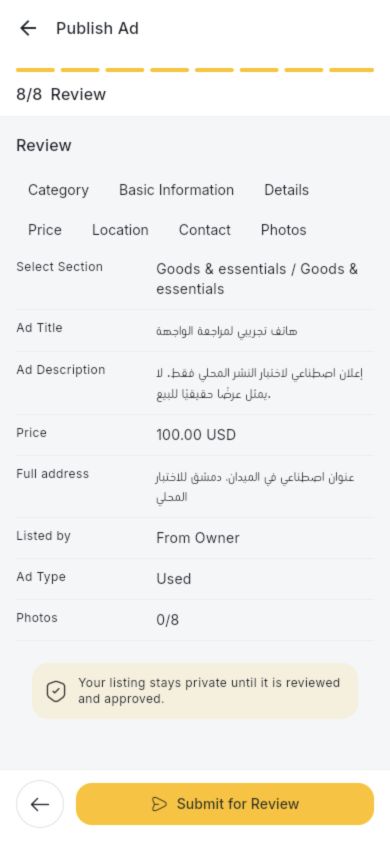 Publish Ad
8/8 Review
Review
Category Basic Information Details
Price Location Contact Photos
Select Section Goods & essentials / Goods &
essentials
Ad Title هاتف تجريبي لمراجعة الواجهة
Ad Description إعلان اصطناعي لاختبار النشر المحلي فقط، لا
يمثل عرضًا حقيقيًا للبيع.
Price 100.00 USD
Full address عنوان اصطناعي في الميدان، دمشق للاختبار
المحلي
Listed by From Owner
Ad Type Used
Photos 0/8
Your listing stays private until it is reviewed
and approved.
Submit for Review